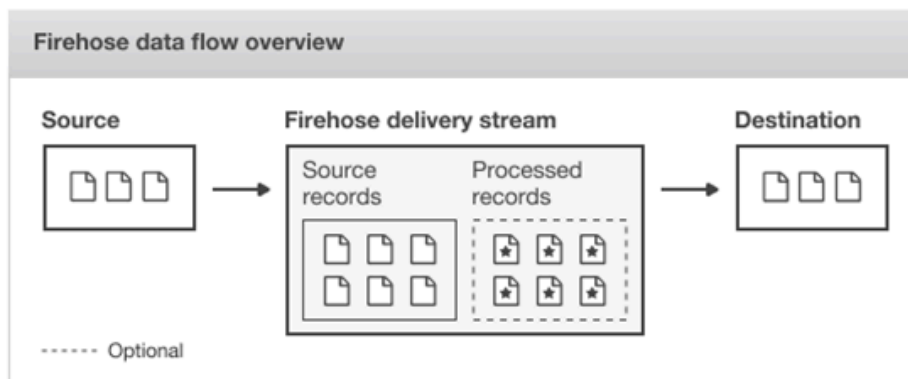 Firehose data flow overview
Source
Firehose delivery stream
Destination
Source
records
Processed
records
Optional